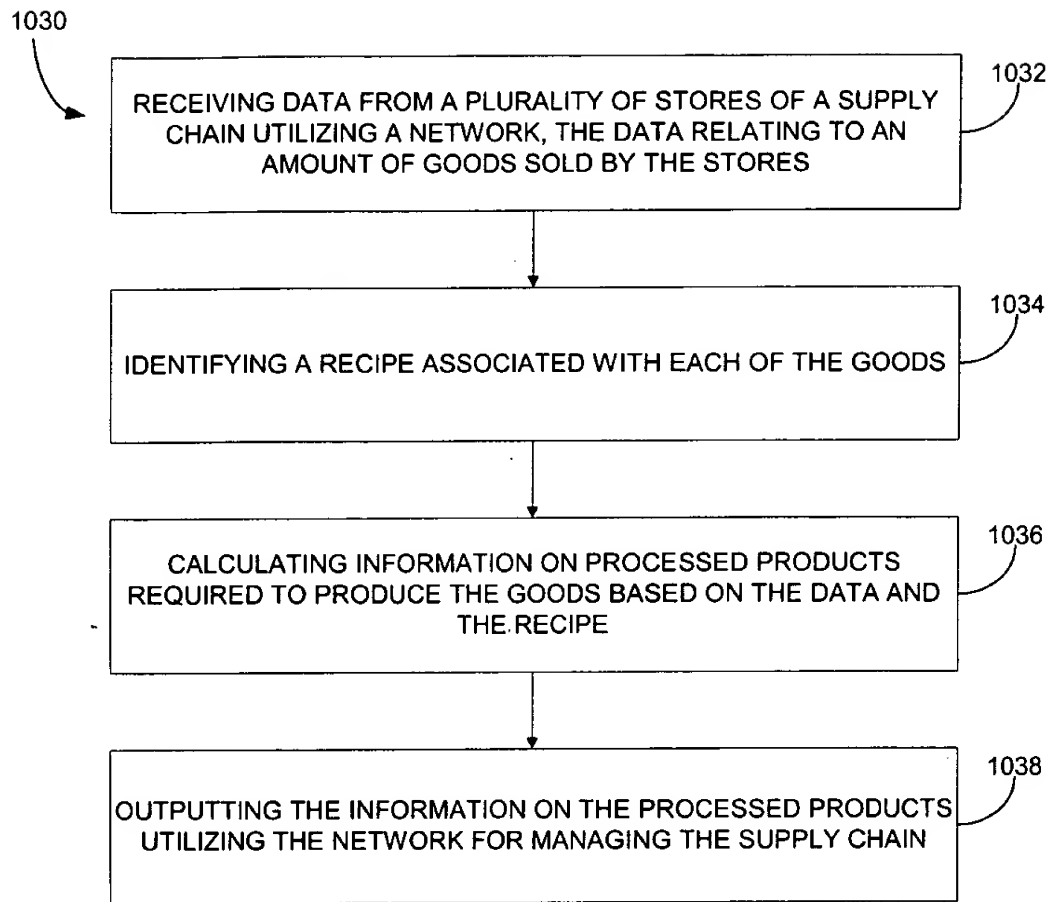 1030
RECEIVING DATA FROM A PLURALITY OF STORES OF A SUPPLY
CHAIN UTILIZING A NETWORK, THE DATA RELATING TO AN
AMOUNT OF GOODS SOLD BY THE STORES
1032
IDENTIFYING A RECIPE ASSOCIATED WITH EACH OF THE GOODS
1034
CALCULATING INFORMATION ON PROCESSED PRODUCTS
REQUIRED TO PRODUCE THE GOODS BASED ON THE DATA AND
THE RECIPE
1036
OUTPUTTING THE INFORMATION ON THE PROCESSED PRODUCTS
UTILIZING THE NETWORK FOR MANAGING THE SUPPLY CHAIN
1038